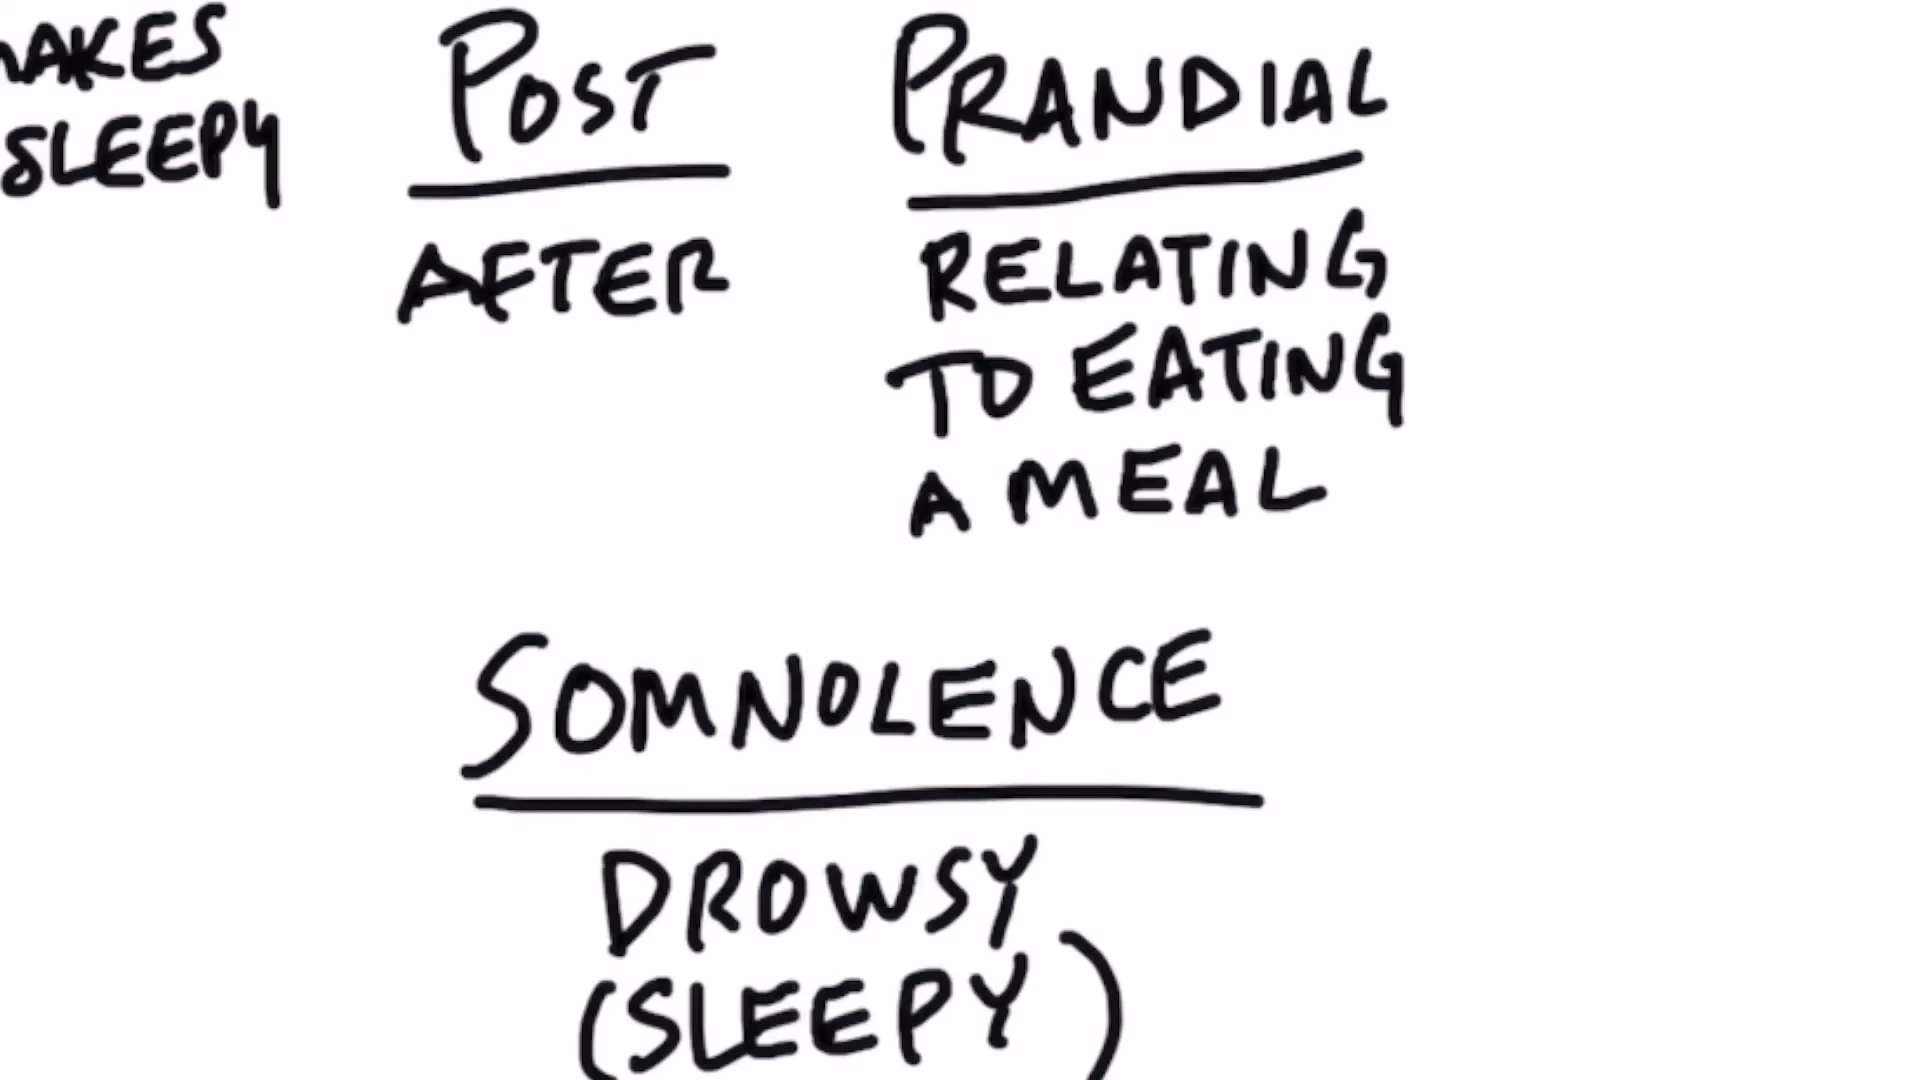 SLEEPY
POST PRANDIAL
AFTER
RELATING
TO EATING
A MEAL
SOMNOLENCE
DROWSY
(SLEEPY)